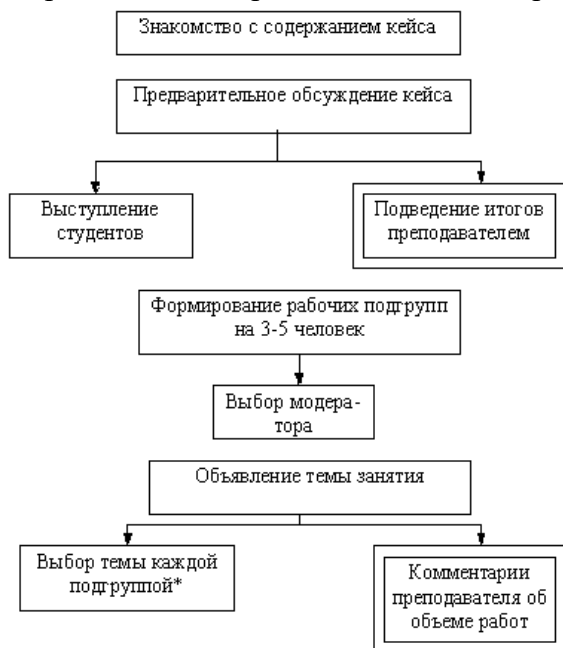 Знакомство с содержанием кейса
Предварительное обсуждение кейса
Выступление
студентов
Подведение итогов
преподавателем
Формирование рабочих подгрупп
на 3-5 человек
Выбор модера-
тора
Объявление темы занятия
Выбор темы каждой
подгруппой*
Комментарии
преподавателя об
объеме работ